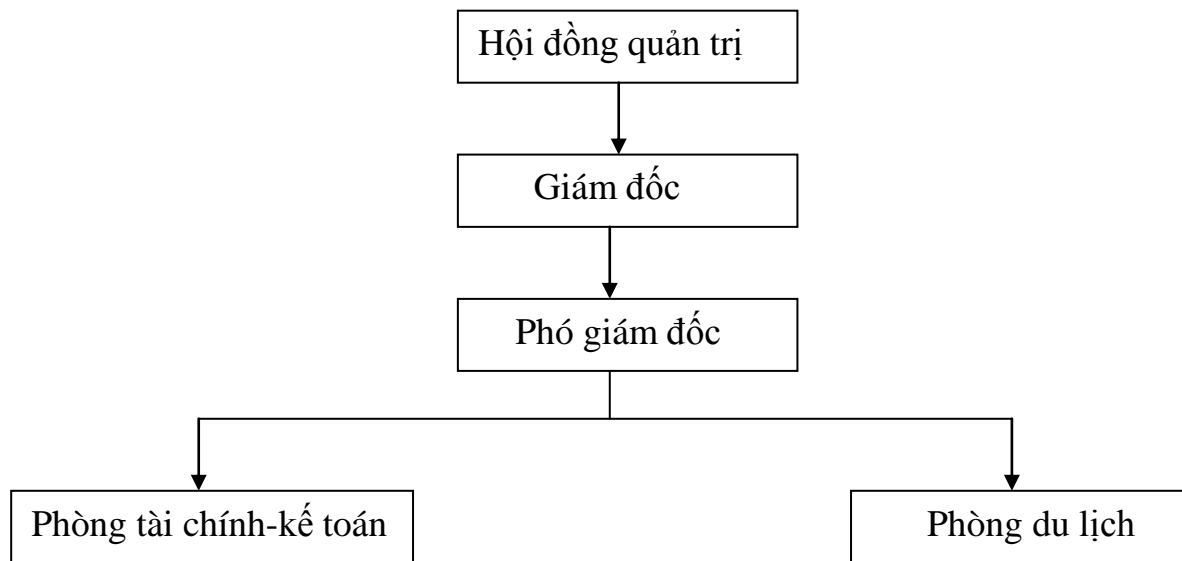 Hội đồng quản trị
Giám đốc
Phó giám đốc
Phòng tài chính-kế toán
Phòng du lịch